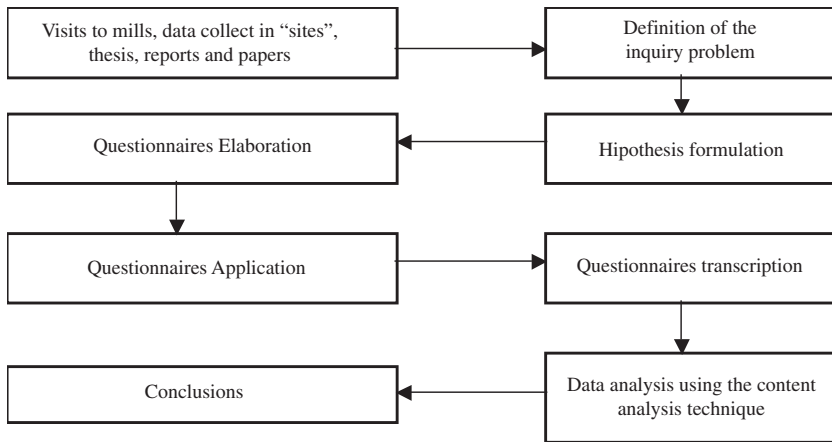 Visits to mills, data collect in “sites”,
thesis, reports and papers
Definition of the
inquiry problem
Questionnaires Elaboration
Hipothesis formulation
Questionnaires Application
Questionnaires transcription
Conclusions
Data analysis using the content
analysis technique